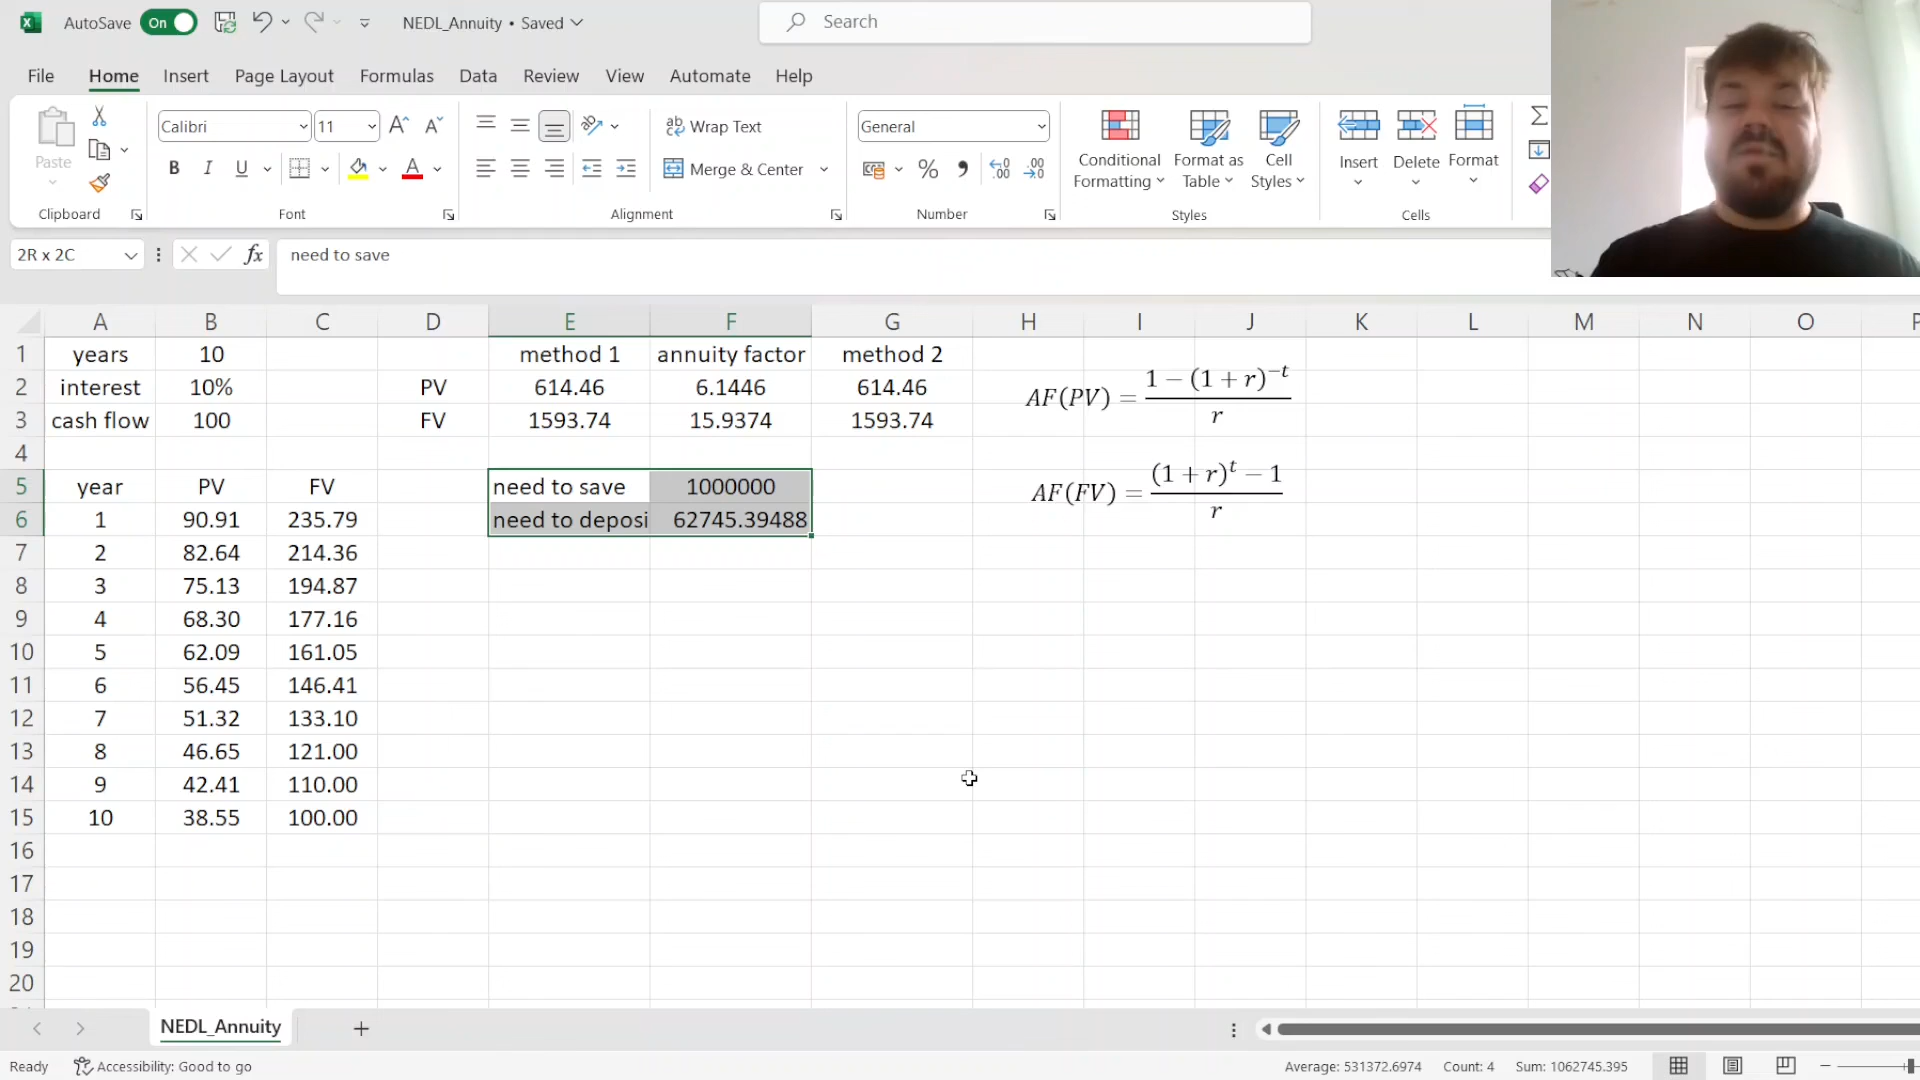 AutoSave On NEDL_Annuity • Saved Search
File Home Insert Page Layout Formulas Data Review View Automate Help
Paste
Clipboard
Calibri 11
B I U
Font
Wrap Text
Merge & Center
Alignment
General
Number
Conditional Formatting
Format as Table
Cell Styles
Styles
Insert Delete Format
Cells
2R x 2C fx need to save
A B C D E F G H I J K L M N O P
1 years 10 method 1 annuity factor method 2
2 interest 10% PV 614.46 6.1446 614.46
3 cash flow 100 FV 1593.74 15.9374 1593.74
AF(PV) = \frac{1 − (1 + r)^{−t}}{r}
4
5 year PV FV need to save 1000000
AF(FV) = \frac{(1 + r)^{t} − 1}{r}
6 1 90.91 235.79 need to deposi 62745.39488
7 2 82.64 214.36
8 3 75.13 194.87
9 4 68.30 177.16
10 5 62.09 161.05
11 6 56.45 146.41
12 7 51.32 133.10
13 8 46.65 121.00
14 9 42.41 110.00
15 10 38.55 100.00
16
17
18
19
20
NEDL_Annuity
Ready Accessibility: Good to go Average: 531372.6974 Count: 4 Sum: 1062745.395